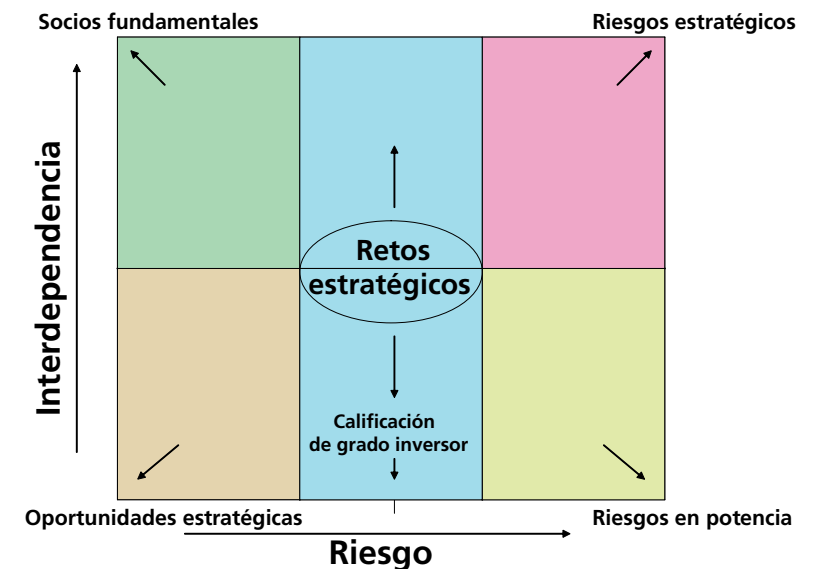 Socios fundamentales
Riesgos estratégicos
Interdependencia
Retos
estratégicos
Calificación
de grado inversor
Oportunidades estratégicas
Riesgos en potencia
Riesgo